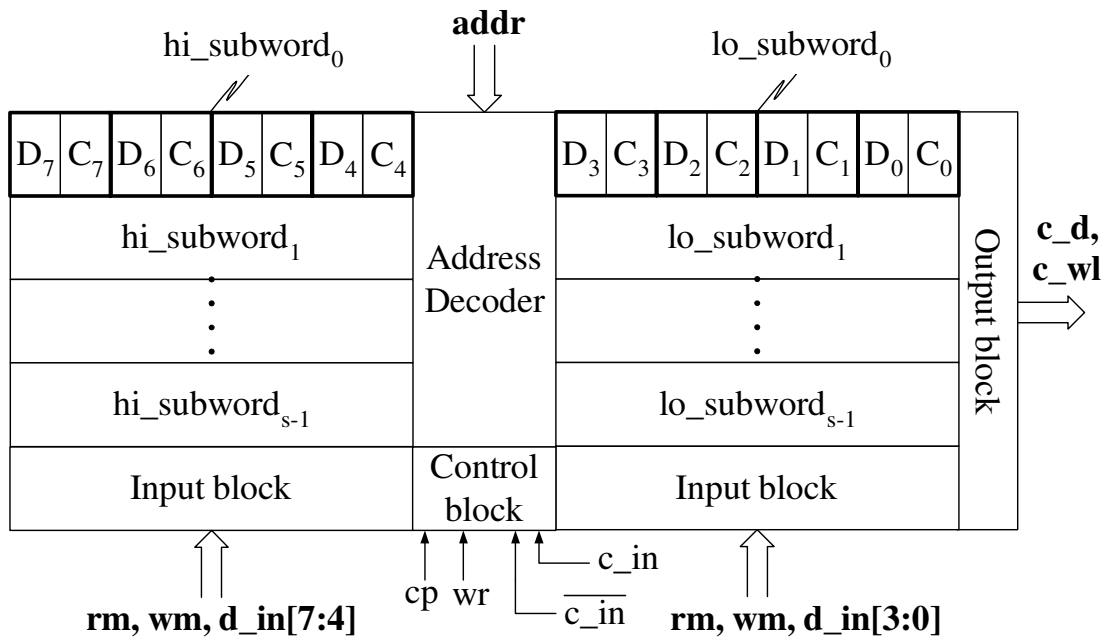 addr
hi_subword₀
lo_subword₀
D₇ C₇ D₆ C₆ D₅ C₅ D₄ C₄
D₃ C₃ D₂ C₂ D₁ C₁ D₀ C₀
hi_subword₁
Address
Decoder
lo_subword₁
hi_subwordₛ₋₁
lo_subwordₛ₋₁
Input block
Control
block
Input block
Output block
c_d,
c_wl
cp
wr
c_in
c̅_̅i̅n̅
rm, wm, d_in[7:4]
rm, wm, d_in[3:0]